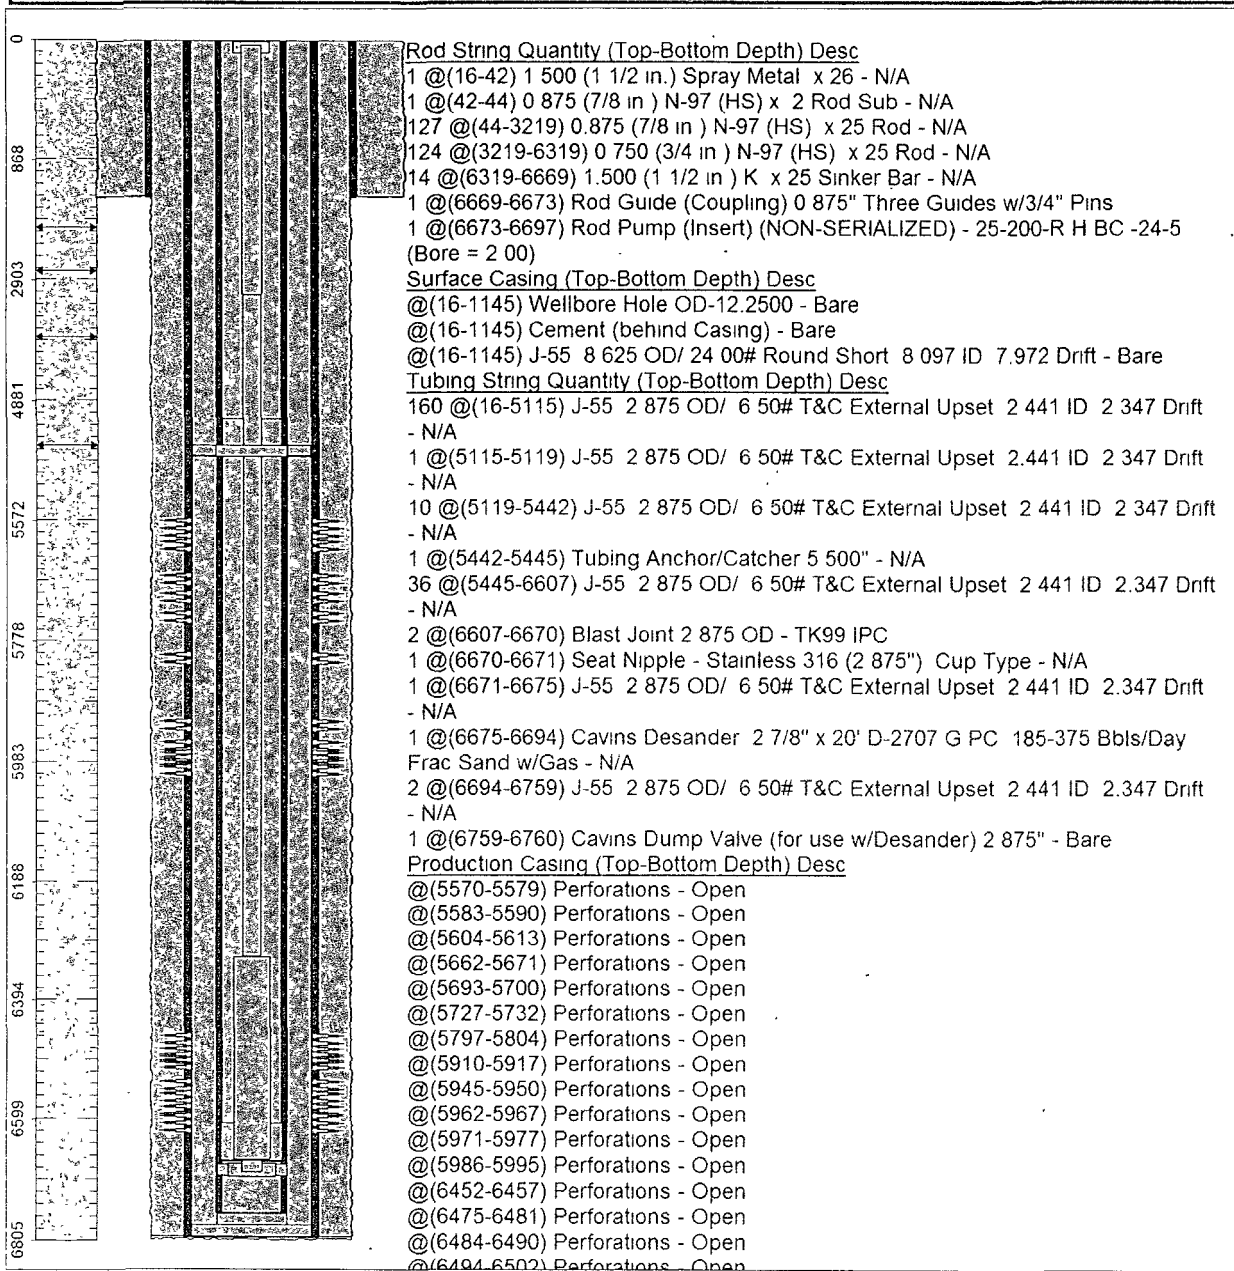 0
868
2903
4881
5572
5778
5983
6188
6394
6599
6805
Rod String Quantity (Top-Bottom Depth) Desc
1 @(16-42) 1 500 (1 1/2 in.) Spray Metal x 26 - N/A
1 @(42-44) 0 875 (7/8 in ) N-97 (HS) x 2 Rod Sub - N/A
127 @(44-3219) 0.875 (7/8 in ) N-97 (HS) x 25 Rod - N/A
124 @(3219-6319) 0 750 (3/4 in ) N-97 (HS) x 25 Rod - N/A
14 @(6319-6669) 1.500 (1 1/2 in ) K x 25 Sinker Bar - N/A
1 @(6669-6673) Rod Guide (Coupling) 0 875" Three Guides w/3/4" Pins
1 @(6673-6697) Rod Pump (Insert) (NON-SERIALIZED) - 25-200-R H BC -24-5
(Bore = 2 00)
Surface Casing (Top-Bottom Depth) Desc
@(16-1145) Wellbore Hole OD-12.2500 - Bare
@(16-1145) Cement (behind Casing) - Bare
@(16-1145) J-55 8 625 OD/ 24 00# Round Short 8 097 ID 7.972 Drift - Bare
Tubing String Quantity (Top-Bottom Depth) Desc
160 @(16-5115) J-55 2 875 OD/ 6 50# T&C External Upset 2 441 ID 2 347 Drift
- N/A
1 @(5115-5119) J-55 2 875 OD/ 6 50# T&C External Upset 2.441 ID 2 347 Drift
- N/A
10 @(5119-5442) J-55 2 875 OD/ 6 50# T&C External Upset 2 441 ID 2 347 Drift
- N/A
1 @(5442-5445) Tubing Anchor/Catcher 5 500" - N/A
36 @(5445-6607) J-55 2 875 OD/ 6 50# T&C External Upset 2 441 ID 2.347 Drift
- N/A
2 @(6607-6670) Blast Joint 2 875 OD - TK99 IPC
1 @(6670-6671) Seat Nipple - Stainless 316 (2 875") Cup Type - N/A
1 @(6671-6675) J-55 2 875 OD/ 6 50# T&C External Upset 2 441 ID 2.347 Drift
- N/A
1 @(6675-6694) Cavins Desander 2 7/8" x 20' D-2707 G PC 185-375 Bbls/Day
Frac Sand w/Gas - N/A
2 @(6694-6759) J-55 2 875 OD/ 6 50# T&C External Upset 2 441 ID 2.347 Drift
- N/A
1 @(6759-6760) Cavins Dump Valve (for use w/Desander) 2 875" - Bare
Production Casing (Top-Bottom Depth) Desc
@(5570-5579) Perforations - Open
@(5583-5590) Perforations - Open
@(5604-5613) Perforations - Open
@(5662-5671) Perforations - Open
@(5693-5700) Perforations - Open
@(5727-5732) Perforations - Open
@(5797-5804) Perforations - Open
@(5910-5917) Perforations - Open
@(5945-5950) Perforations - Open
@(5962-5967) Perforations - Open
@(5971-5977) Perforations - Open
@(5986-5995) Perforations - Open
@(6452-6457) Perforations - Open
@(6475-6481) Perforations - Open
@(6484-6490) Perforations - Open
@(6494-6502) Perforations - Open